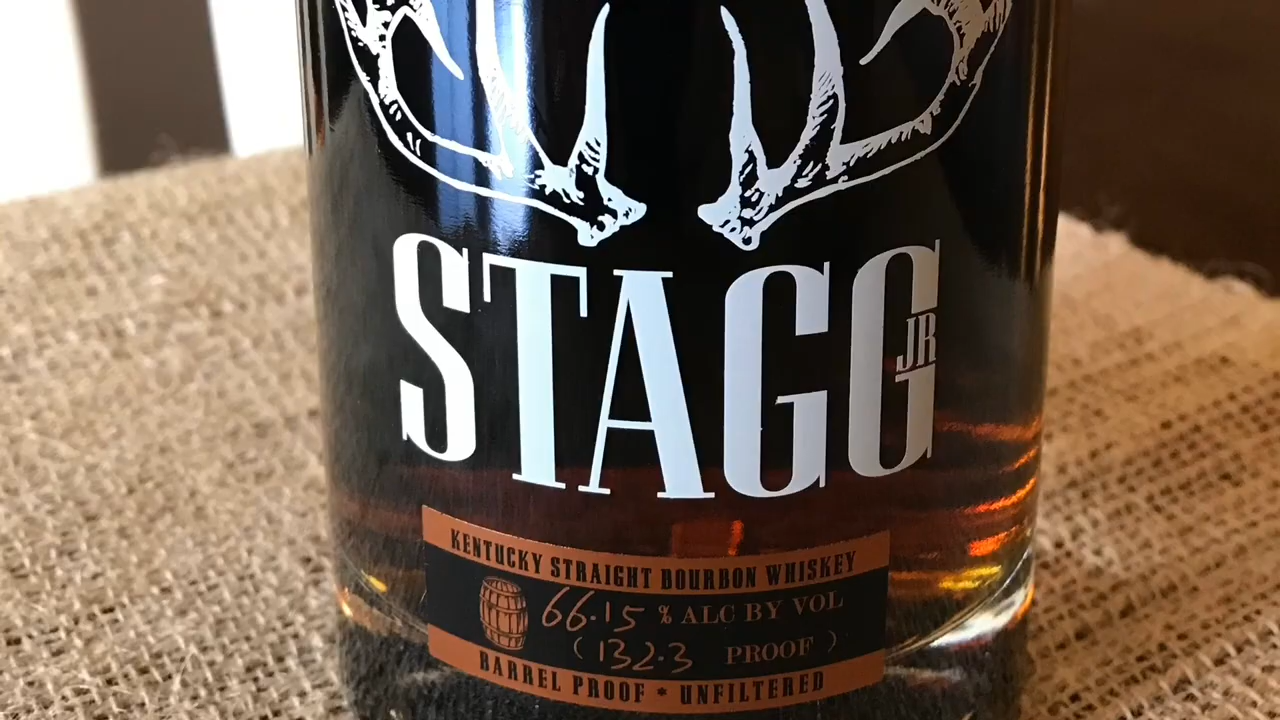 STAGG
JR
KENTUCKY STRAIGHT BOURBON WHISKEY
66.15 % ALC BY VOL
(132.3 PROOF)
BARREL PROOF * UNFILTERED